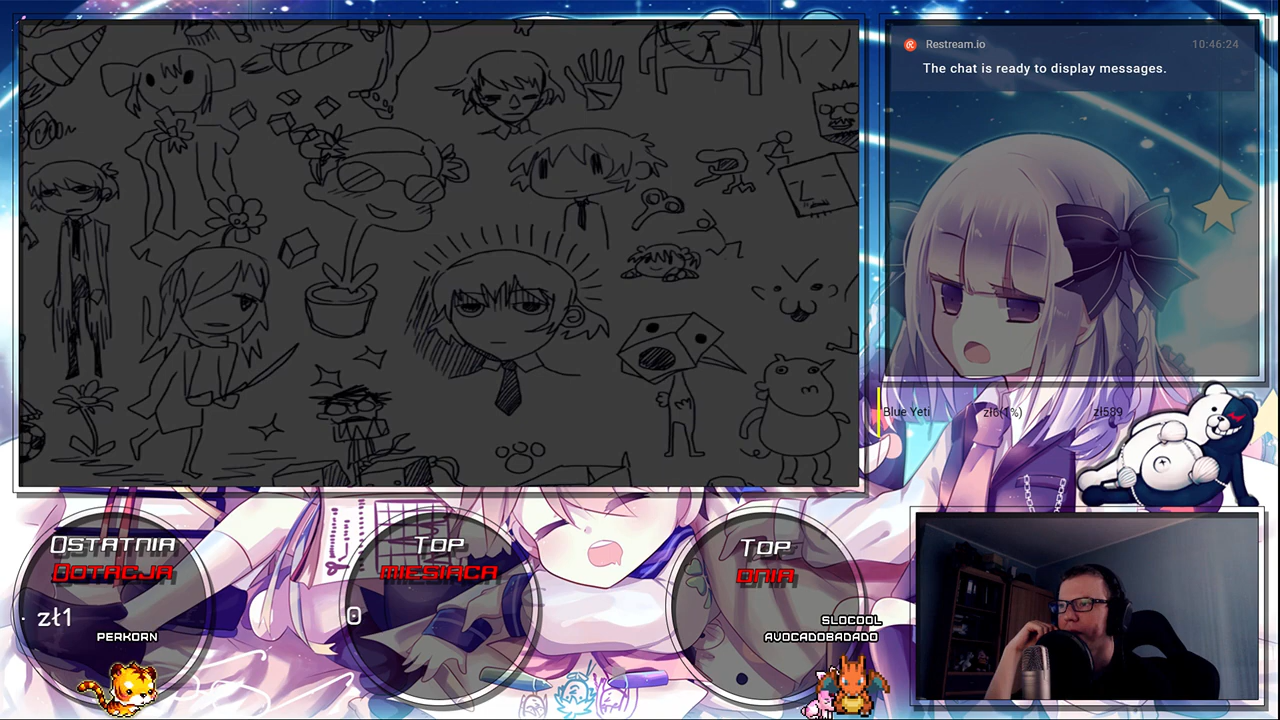 Restream.io
10:46:24
The chat is ready to display messages.
Blue Yeti
zł6(1%)
zł589
Ostatnia
Dotacja
zł1
PERKORN
Top
miesiąca
0
Top
dnia
SLOCOOL
AVOCADOBADADO